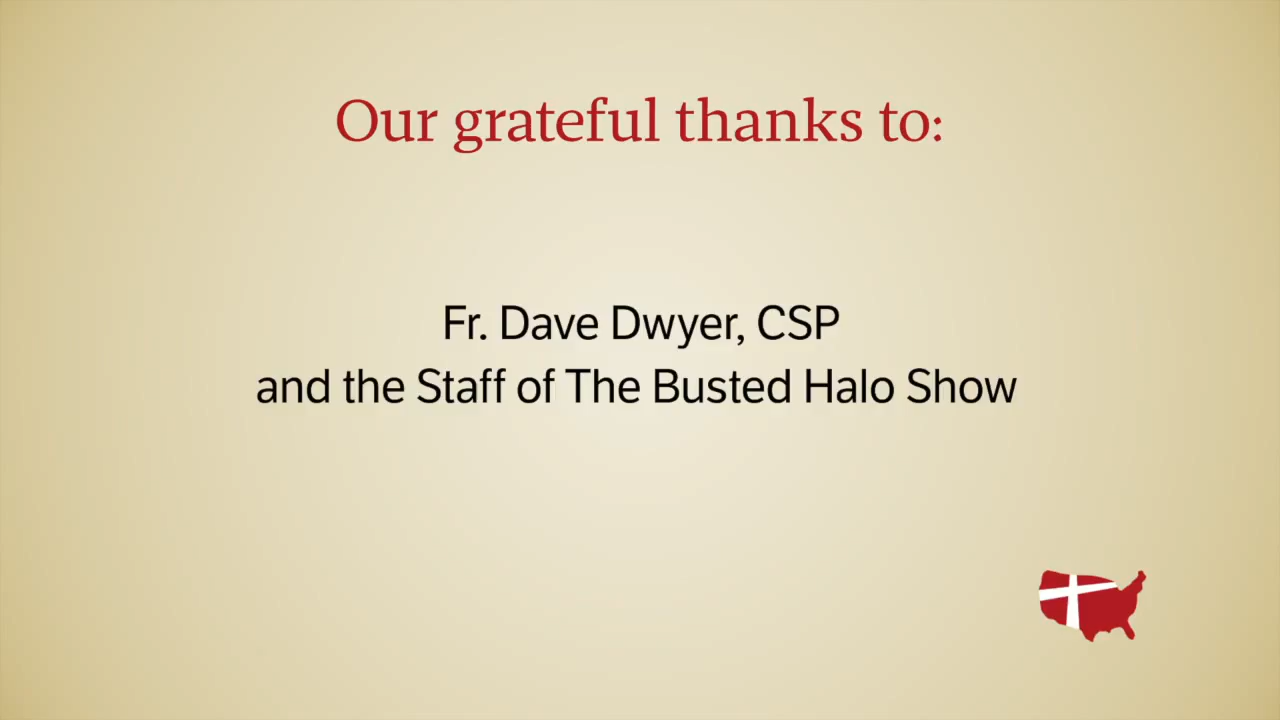 Our grateful thanks to:
Fr. Dave Dwyer, CSP
and the Staff of The Busted Halo Show